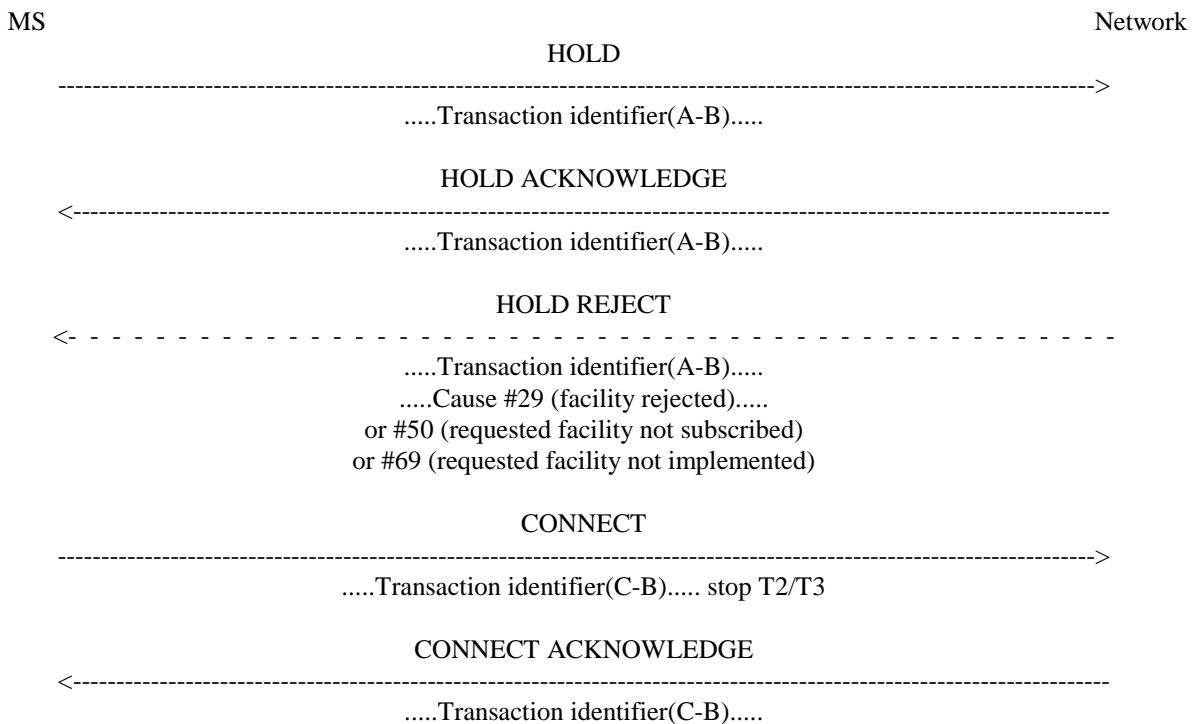 MS Network
HOLD
------------------------------------------------------------------------------------------------------------------------>
.....Transaction identifier(A-B).....
HOLD ACKNOWLEDGE
<------------------------------------------------------------------------------------------------------------------------
.....Transaction identifier(A-B).....
HOLD REJECT
<- - - - - - - - - - - - - - - - - - - - - - - - - - - - - - - - - - - - - - - - - - - - - - - -
.....Transaction identifier(A-B).....
.....Cause #29 (facility rejected).....
or #50 (requested facility not subscribed)
or #69 (requested facility not implemented)
CONNECT
------------------------------------------------------------------------------------------------------------------------>
....Transaction identifier(C-B)..... stop T2/T3
CONNECT ACKNOWLEDGE
<------------------------------------------------------------------------------------------------------------------------
.....Transaction identifier(C-B).....